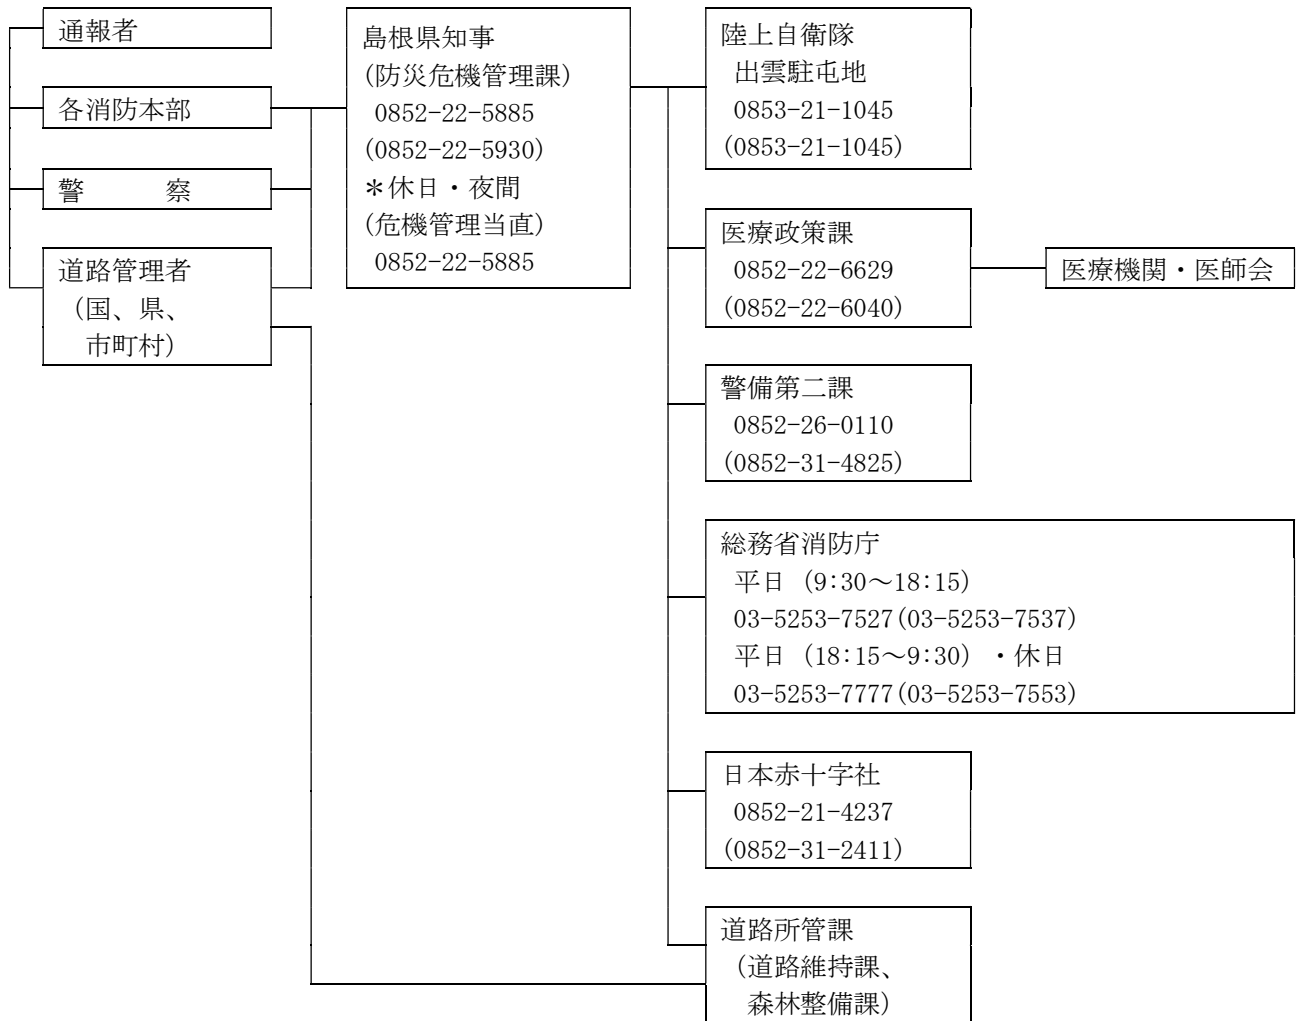 通報者
各消防本部
警　　　察
道路管理者
（国、県、
市町村）
島根県知事
(防災危機管理課)
0852-22-5885
(0852-22-5930)
＊休日・夜間
(危機管理当直)
0852-22-5885
陸上自衛隊
出雲駐屯地
0853-21-1045
(0853-21-1045)
医療政策課
0852-22-6629
(0852-22-6040)
医療機関・医師会
警備第二課
0852-26-0110
(0852-31-4825)
総務省消防庁
平日（9:30～18:15）
03-5253-7527(03-5253-7537)
平日（18:15～9:30）・休日
03-5253-7777(03-5253-7553)
日本赤十字社
0852-21-4237
(0852-31-2411)
道路所管課
（道路維持課、
森林整備課）